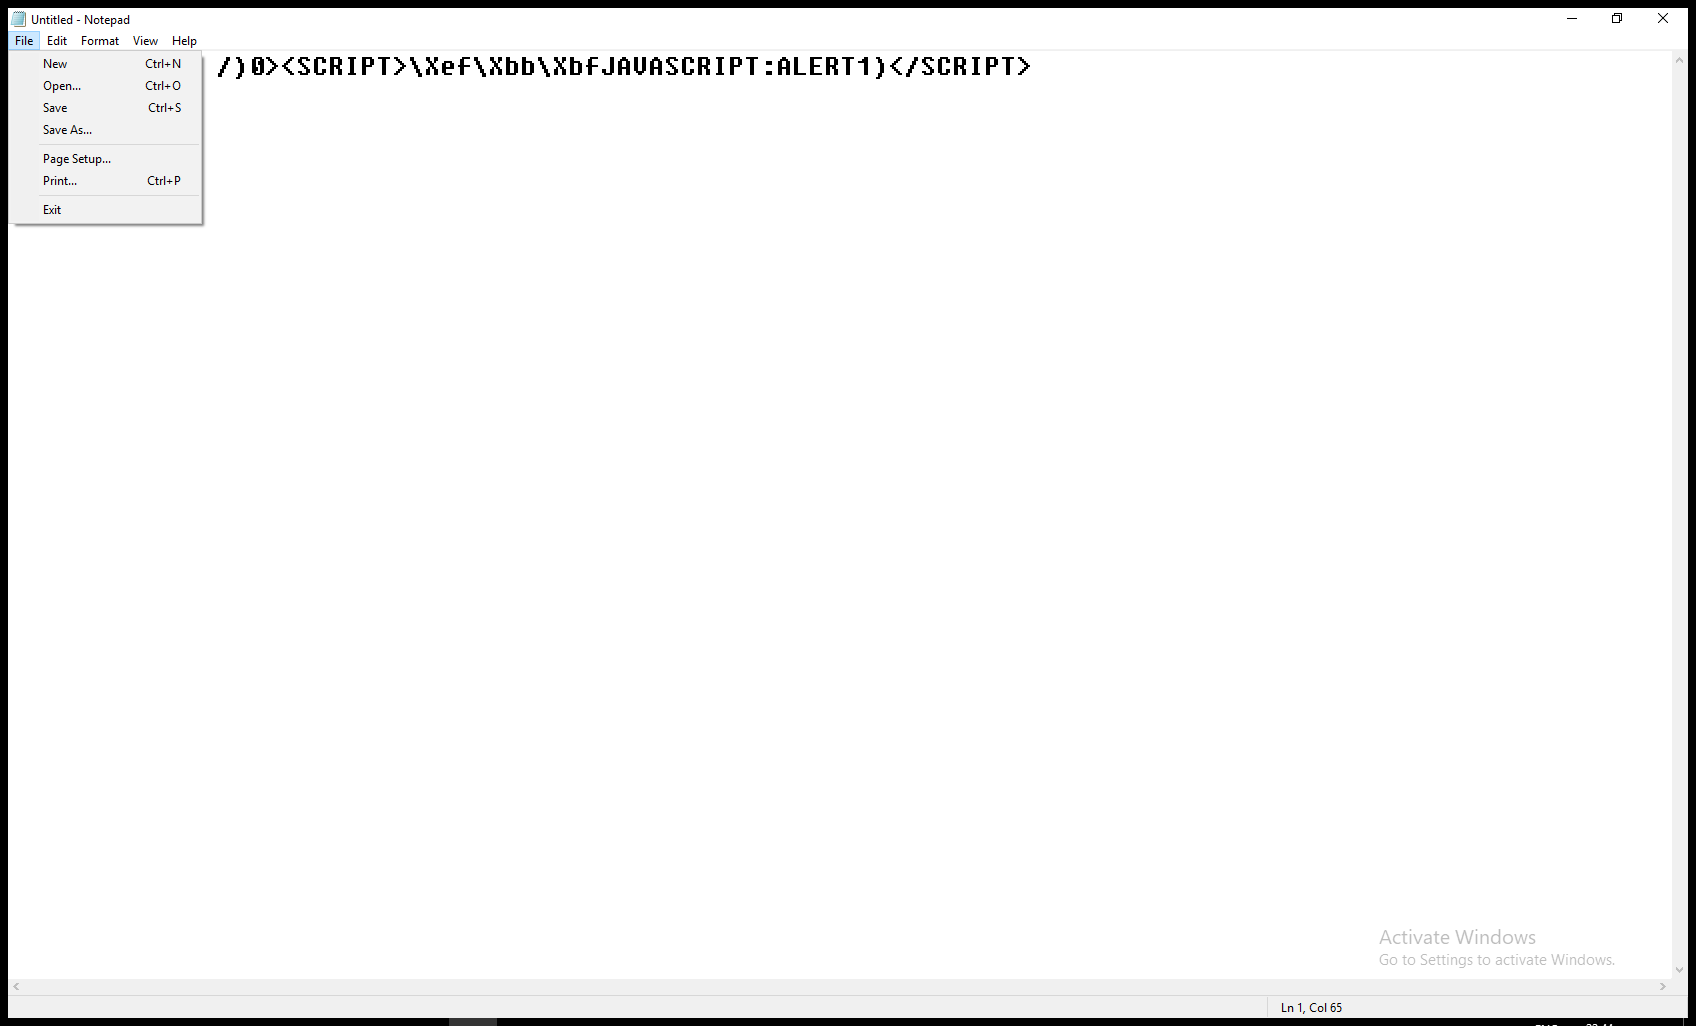 Untitled - Notepad
File Edit Format View Help
/)0><SCRIPT>\Xef\Xbb\XbfJAVASCRIPT:ALERT1)</SCRIPT>
New Ctrl+N
Open... Ctrl+O
Save Ctrl+S
Save As...
Page Setup...
Print... Ctrl+P
Exit
Activate Windows
Go to Settings to activate Windows.
Ln 1, Col 65